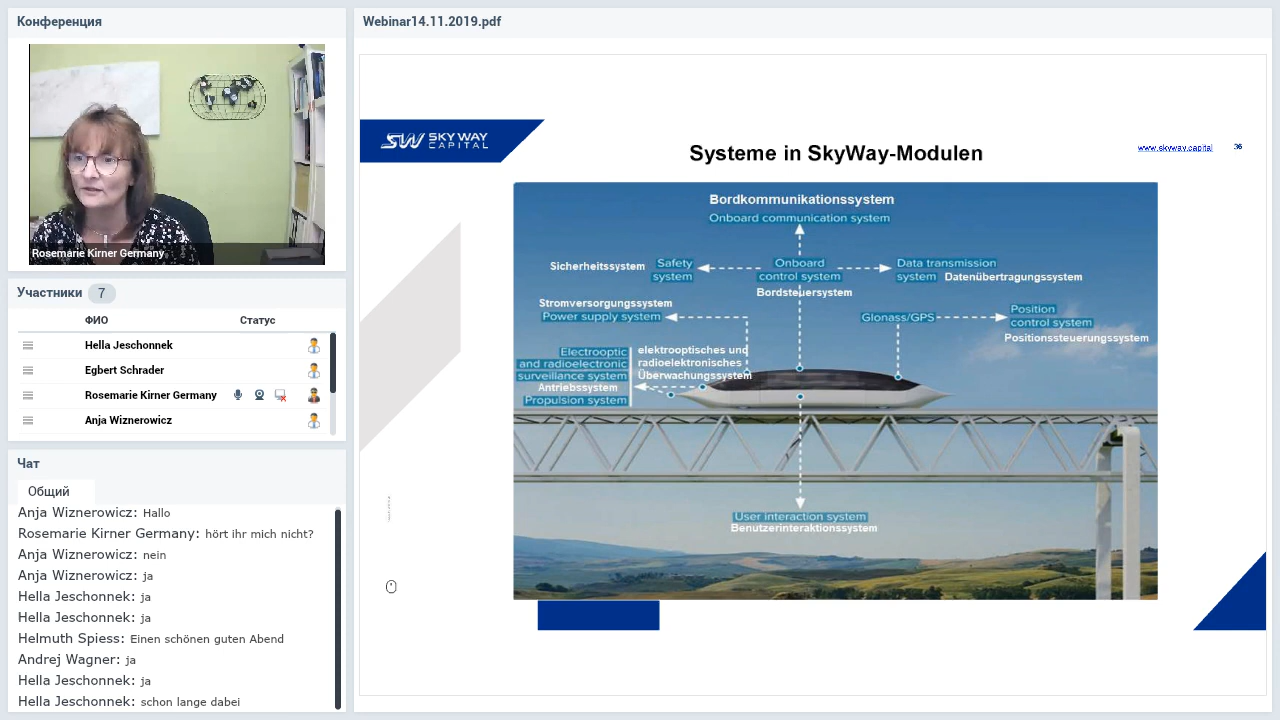 Конференция
Rosemarie Kirner Germany
Участники 7
ФИО Статус
Hella Jeschonnek
Egbert Schrader
Rosemarie Kirner Germany
Anja Wiznerowicz
Чат
Общий
Anja Wiznerowicz: Hallo
Rosemarie Kirner Germany: hört ihr mich nicht?
Anja Wiznerowicz: nein
Anja Wiznerowicz: ja
Hella Jeschonnek: ja
Hella Jeschonnek: ja
Helmuth Spiess: Einen schönen guten Abend
Andrej Wagner: ja
Hella Jeschonnek: ja
Hella Jeschonnek: schon lange dabei
Webinar14.11.2019.pdf
SW SKY WAY
CAPITAL
Systeme in SkyWay-Modulen
www.skyway.capital 36
Bordkommunikationssystem
Onboard communication system
Sicherheitssystem
Safety
system
Onboard
control system
Bordsteuersystem
Data transmission
system
Datenübertragungssystem
Stromversorgungssystem
Power supply system
Glonass/GPS
Position
control system
Positionssteuerungssystem
Electrooptic
and radioelectronic
surveillance system
elektrooptisches und
radioelektronisches
Überwachungssystem
Antriebssystem
Propulsion system
User interaction system
Benutzerinteraktionssystem